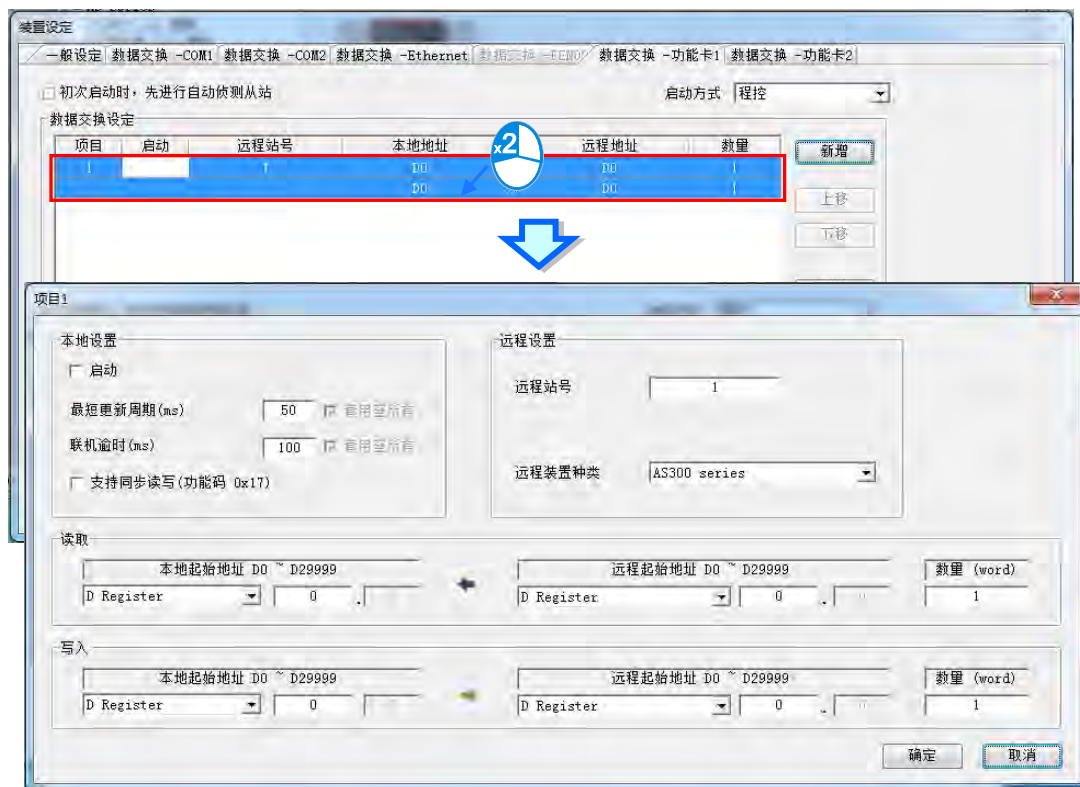 装置设定
一般设定 数据交换 -COM1 数据交换 -COM2 数据交换 -Ethernet 数据交换 -FEN01 数据交换 -功能卡1 数据交换 -功能卡2
初次启动时，先进行自动侦测从站 启动方式 程控
数据交换设定
项目 启动 远程站号 本地地址 远程地址 数量 新增
x2
1 1 D0 D0 1
D0 D0 1
上移
下移
项目1
本地设置 远程设置
启动
远程站号 1
最短更新周期(ms) 50 套用至所有
联机逾时(ms) 100 套用至所有
远程装置种类 AS300 series
支持同步读写(功能码 0x17)
读取
本地起始地址 D0 ~ D29999 远程起始地址 D0 ~ D29999 数量 (word)
D Register 0 . D Register 0 . 1
写入
本地起始地址 D0 ~ D29999 远程起始地址 D0 ~ D29999 数量 (word)
D Register 0 D Register 0 . 1
确定 取消